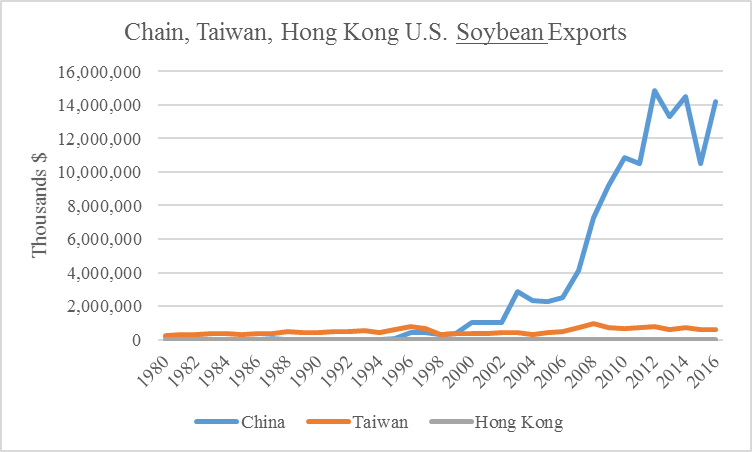 Chain, Taiwan, Hong Kong U.S. Soybean Exports
16,000,000
14,000,000
12,000,000
10,000,000
8,000,000
6,000,000
4,000,000
2,000,000
0
Thousands $
1980 1982 1984 1986 1988 1990 1992 1994 1996 1998 2000 2002 2004 2006 2008 2010 2012 2014 2016
China Taiwan Hong Kong